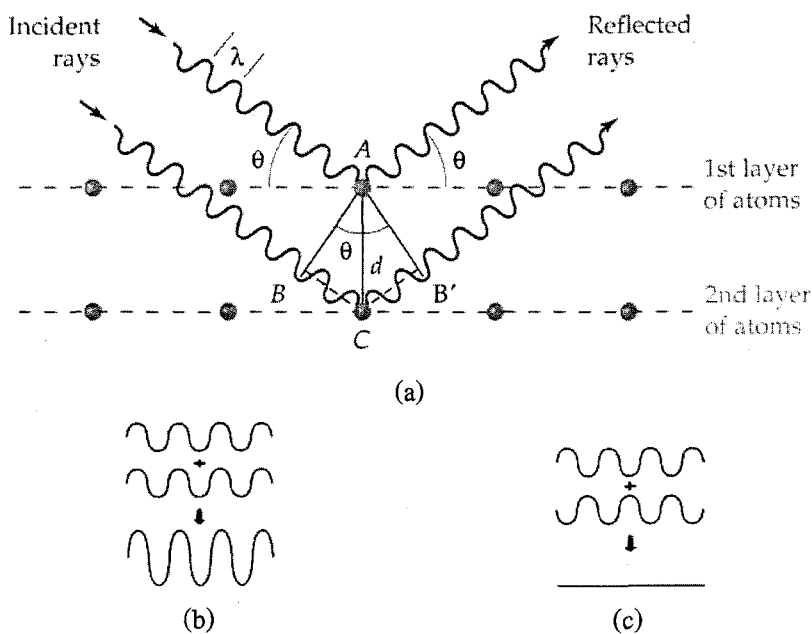 Incident
rays
λ
Reflected
rays
θ
A
θ
1st layer
of atoms
θ
d
B
B′
2nd layer
of atoms
C
(a)
+
+
(b)
(c)